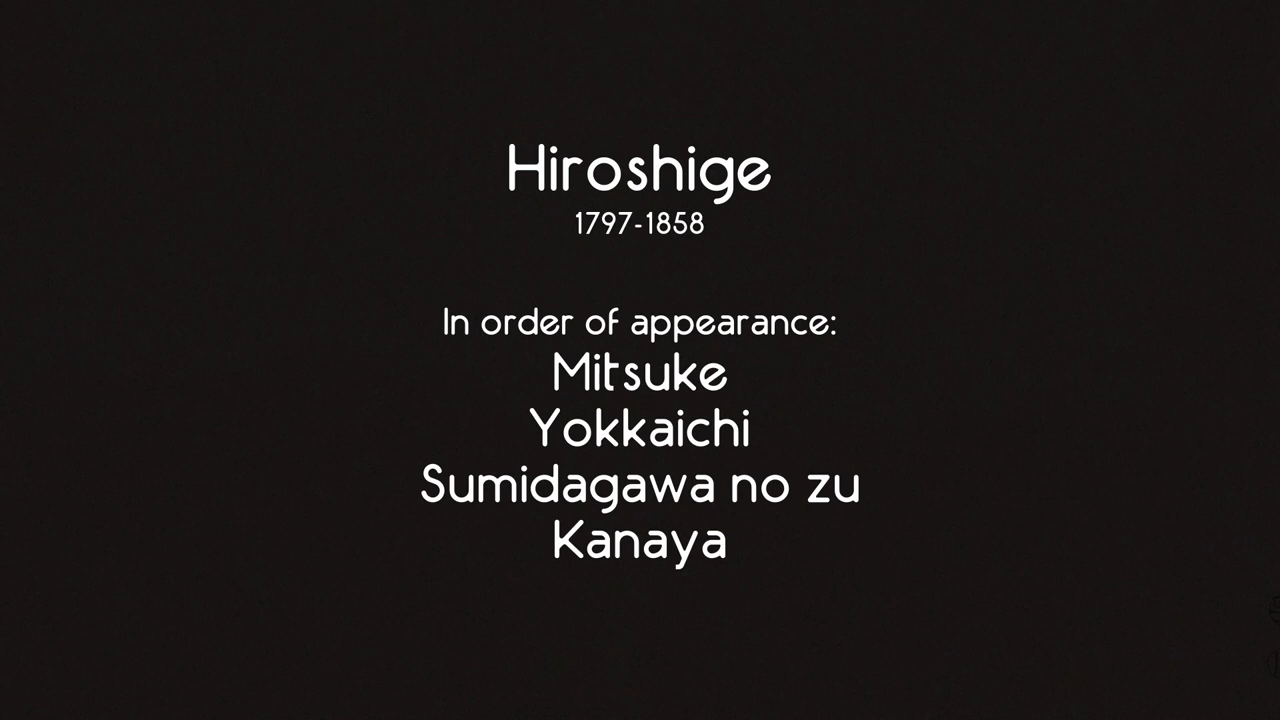 Hiroshige
1797-1858
In order of appearance:
Mitsuke
Yokkaichi
Sumidagawa no zu
Kanaya